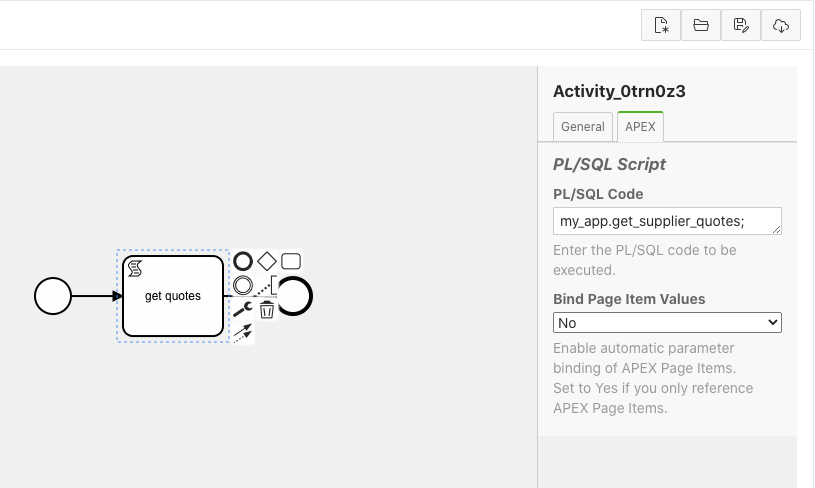 Activity_0trn0z3
General APEX
PL/SQL Script
PL/SQL Code
my_app.get_supplier_quotes;
Enter the PL/SQL code to be
executed.
get quotes
Bind Page Item Values
No
Enable automatic parameter
binding of APEX Page Items.
Set to Yes if you only reference
APEX Page Items.